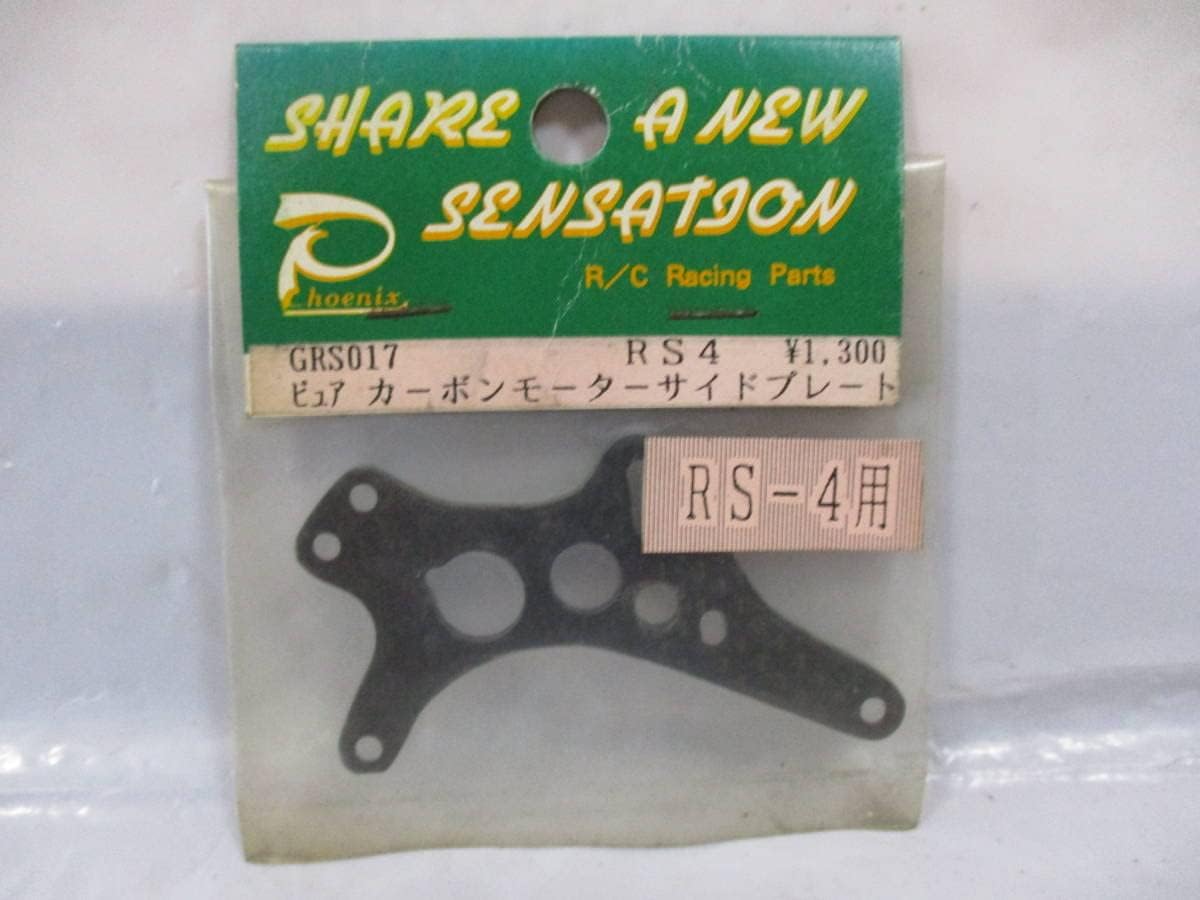 SHARE A NEW
SENSATION
Phoenix
R/C Racing Parts
GRS017 RS4 ¥1,300
ピュア カーボンモーターサイドプレート
RS-4用